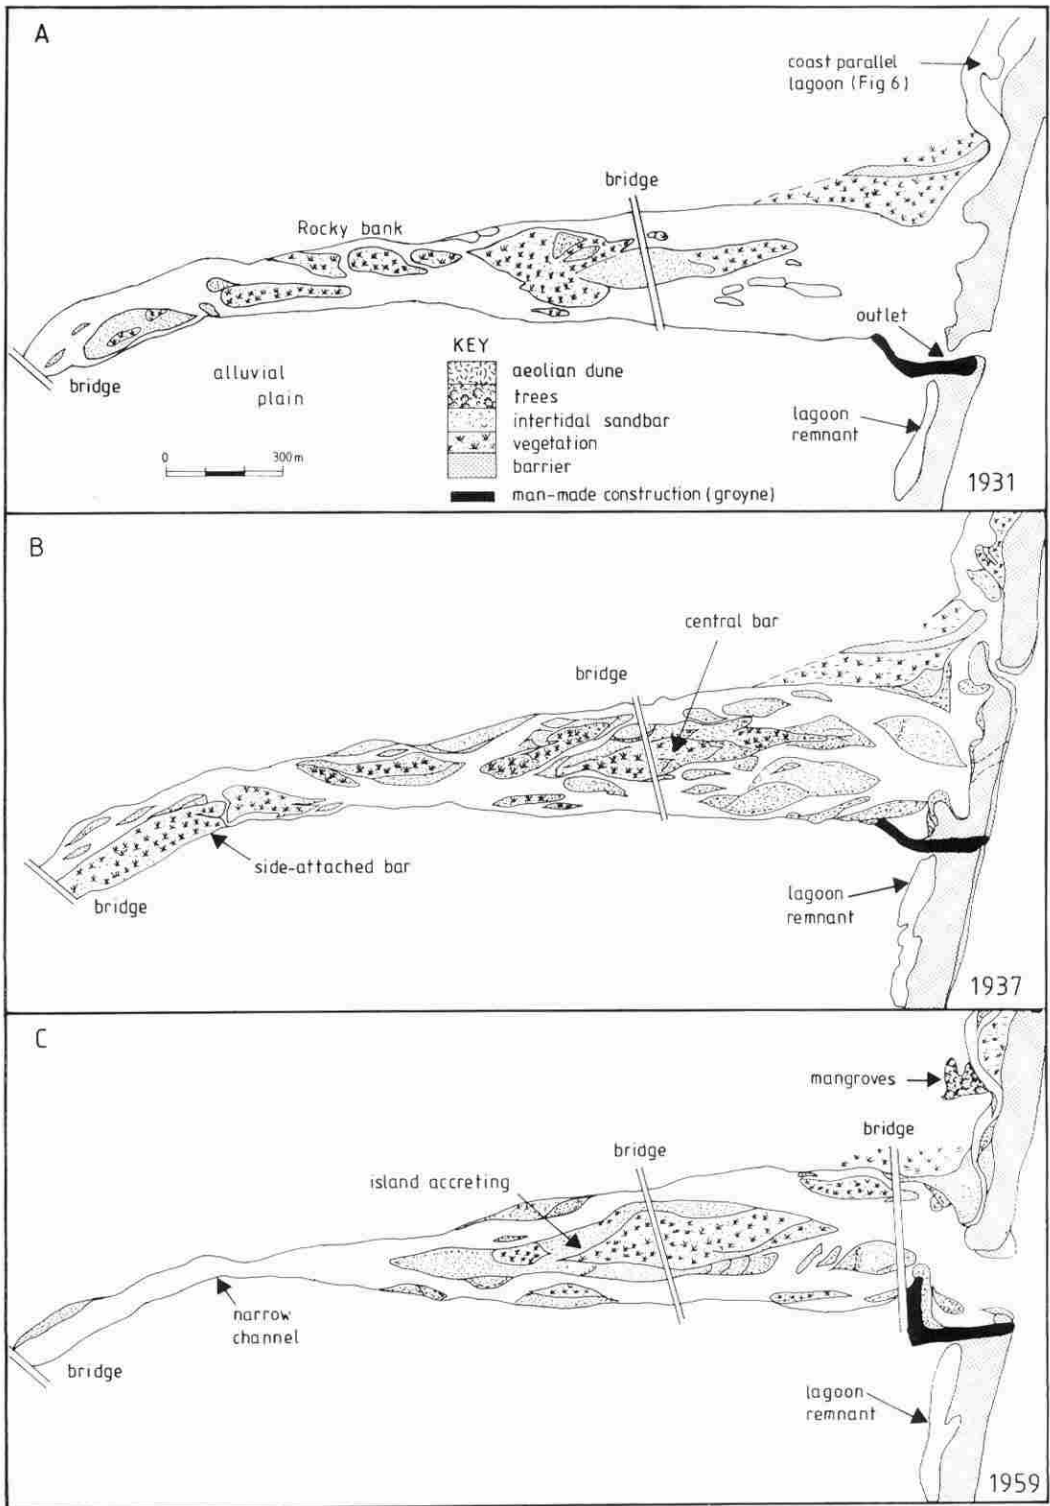 A
coast parallel
lagoon (Fig 6)
bridge
Rocky bank
outlet
KEY
bridge
alluvial
plain
aeolian dune
trees
intertidal sandbar
vegetation
barrier
man-made construction (groyne)
lagoon
remnant
0 300m
1931
B
central bar
bridge
side-attached bar
bridge
lagoon
remnant
1937
C
mangroves
bridge
bridge
island accreting
narrow
channel
bridge
lagoon
remnant
1959